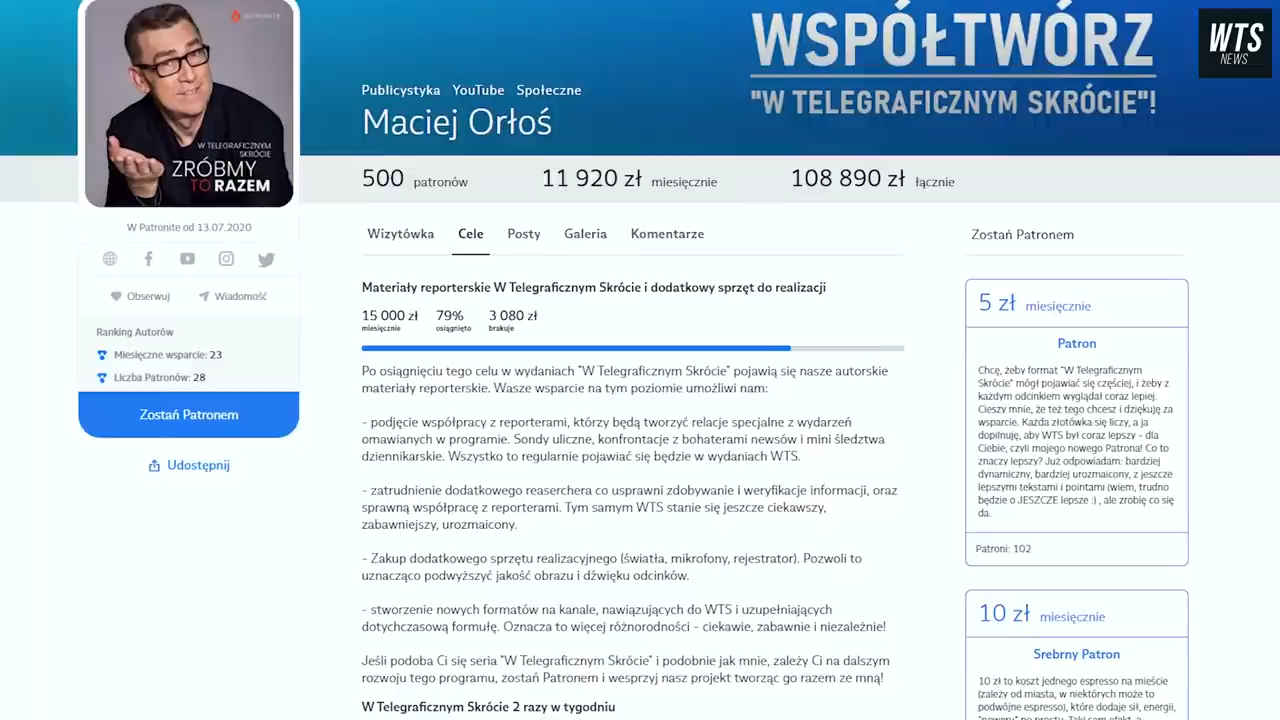 PATRONITE
W TELEGRAFICZNYM
SKRÓCIE
ZRÓBMY
TO RAZEM
WSPÓŁTWÓRZ
"W TELEGRAFICZNYM SKRÓCIE"!
WTS
NEWS
Publicystyka YouTube Społeczne
Maciej Orłoś
500 patronów 11 920 zł miesięcznie 108 890 zł łącznie
W Patronite od 13.07.2020
Obserwuj Wiadomość
Ranking Autorów
Miesięczne wsparcie: 23
Liczba Patronów: 28
Zostań Patronem
Udostępnij
Wizytówka Cele Posty Galeria Komentarze
Materiały reporterskie W Telegraficznym Skrócie i dodatkowy sprzęt do realizacji
15 000 zł 79% 3 080 zł
miesięcznie osiągnięto brakuje
Po osiągnięciu tego celu w wydaniach "W Telegraficznym Skrócie" pojawią się nasze autorskie
materiały reporterskie. Wasze wsparcie na tym poziomie umożliwi nam:
- podjęcie współpracy z reporterami, którzy będą tworzyć relacje specjalne z wydarzeń
omawianych w programie. Sondy uliczne, konfrontacje z bohaterami newsów i mini śledztwa
dziennikarskie. Wszystko to regularnie pojawiać się będzie w wydaniach WTS.
- zatrudnienie dodatkowego reaserchera co usprawni zdobywanie i weryfikacje informacji, oraz
sprawną współpracę z reporterami. Tym samym WTS stanie się jeszcze ciekawszy,
zabawniejszy, urozmaicony.
- Zakup dodatkowego sprzętu realizacyjnego (światła, mikrofony, rejestrator). Pozwoli to
uznacząco podwyższyć jakość obrazu i dźwięku odcinków.
- stworzenie nowych formatów na kanale, nawiązujących do WTS i uzupełniających
dotychczasową formułę. Oznacza to więcej różnorodności - ciekawie, zabawnie i niezależnie!
Jeśli podoba Ci się seria "W Telegraficznym Skrócie" i podobnie jak mnie, zależy Ci na dalszym
rozwoju tego programu, zostań Patronem i wesprzyj nasz projekt tworząc go razem ze mną!
W Telegraficznym Skrócie 2 razy w tygodniu
Zostań Patronem
5 zł miesięcznie
Patron
Chcę, żeby format "W Telegraficznym
Skrócie" mógł pojawiać się częściej, i żeby z
każdym odcinkiem wyglądał coraz lepiej.
Cieszy mnie, że też tego chcesz i dziękuję za
wsparcie. Każda złotówka się liczy, a ja
dopilnuję, aby WTS był coraz lepszy - dla
Ciebie, czyli mojego nowego Patrona! Co to
znaczy lepszy? Już odpowiadam: bardziej
dynamiczny, bardziej urozmaicony, z jeszcze
lepszymi tekstami i pointami (wiem, trudno
będzie o JESZCZE lepsze :) , ale zrobię co się
da.
Patroni: 102
10 zł miesięcznie
Srebrny Patron
10 zł to koszt jednego espresso na mieście
(zależy od miasta, w niektórych może to
podwójne espresso), które dodaje sił, energii,
"powery" po prostu. Taki sam efekt, a